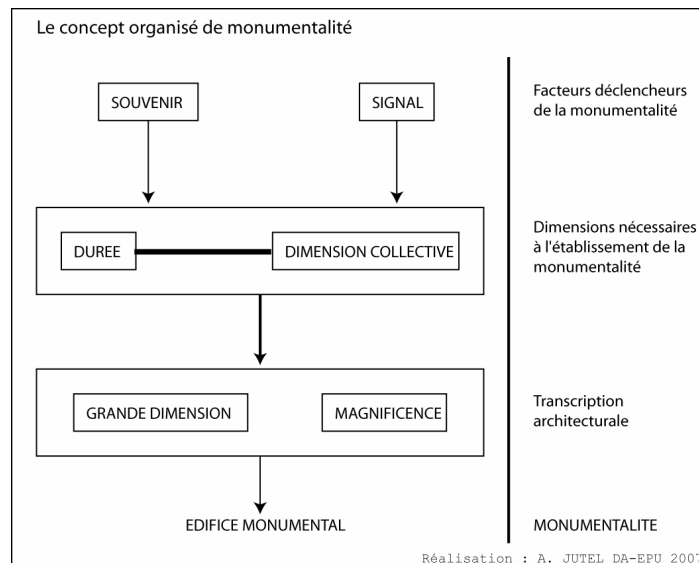 Le concept organisé de monumentalité
SOUVENIR
SIGNAL
Facteurs déclencheurs
de la monumentalité
DUREE
DIMENSION COLLECTIVE
Dimensions nécessaires
à l'établissement de la
monumentalité
GRANDE DIMENSION
MAGNIFICENCE
Transcription
architecturale
EDIFICE MONUMENTAL
MONUMENTALITE
Réalisation : A. JUTEL DA-EPU 2007